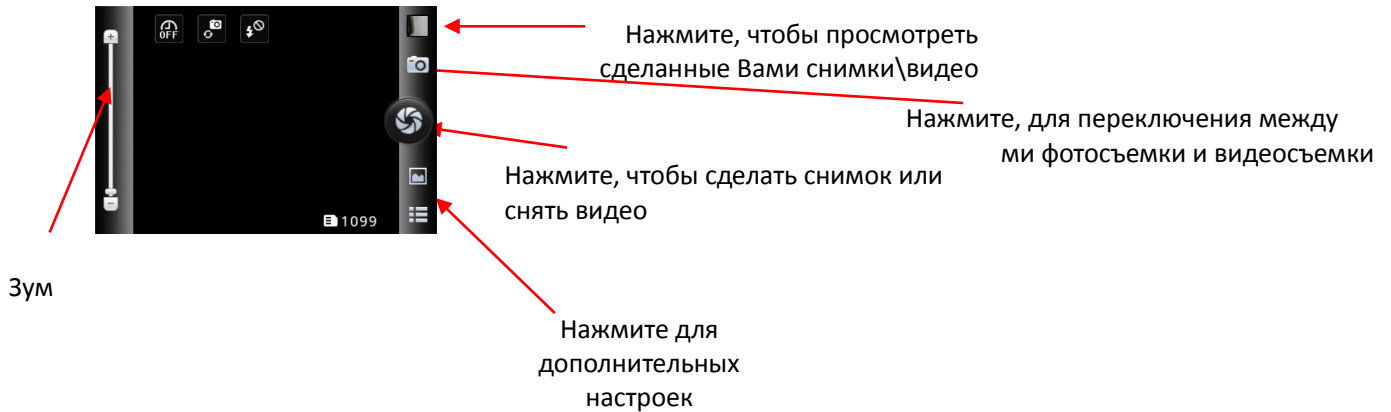 OFF
Нажмите, чтобы просмотреть
сделанные Вами снимки\видео
Нажмите, для переключения между
ми фотосъемки и видеосъемки
Нажмите, чтобы сделать снимок или
снять видео
1099
Зум
Нажмите для
дополнительных
настроек